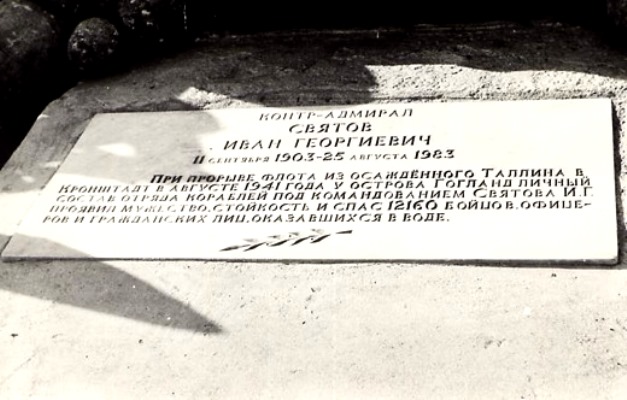 КОНТР-АДМИРАЛ
СВЯТОВ
ИВАН ГЕОРГИЕВИЧ
11 СЕНТЯБРЯ 1903-25 АВГУСТА 1983
ПРИ ПРОРЫВЕ ФЛОТА ИЗ ОСАЖДЁННОГО ТАЛЛИНА В
КРОНШТАДТ В АВГУСТЕ 1941 ГОДА У ОСТРОВА ГОГЛАНД ЛИЧНЫЙ
СОСТАВ ОТРЯДА КОРАБЛЕЙ ПОД КОМАНДОВАНИЕМ СВЯТОВА И.Г.
ПРОЯВИЛ МУЖЕСТВО, СТОЙКОСТЬ И СПАС 12160 БОЙЦОВ, ОФИЦЕ-
РОВ И ГРАЖДАНСКИХ ЛИЦ, ОКАЗАВШИХСЯ В ВОДЕ.